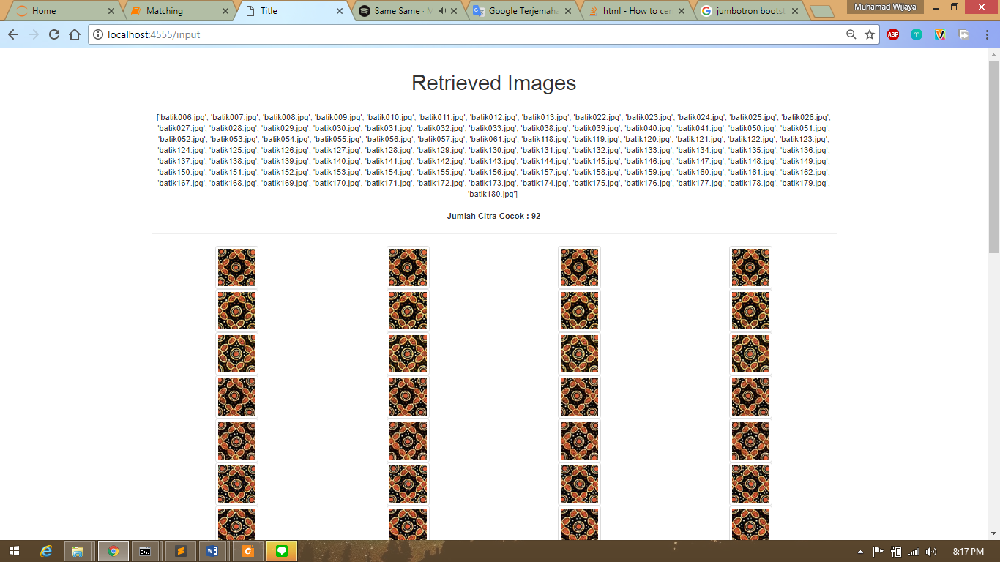 Home
Matching
Title
Same Same - M
Google Terjemaha
html - How to cen
jumbotron bootst
Muhamad Wijaya
localhost:4555/input
ABP
m
Retrieved Images
['batik006.jpg', 'batik007.jpg', 'batik008.jpg', 'batik009.jpg', 'batik010.jpg', 'batik011.jpg', 'batik012.jpg', 'batik013.jpg', 'batik022.jpg', 'batik023.jpg', 'batik024.jpg', 'batik025.jpg', 'batik026.jpg',
'batik027.jpg', 'batik028.jpg', 'batik029.jpg', 'batik030.jpg', 'batik031.jpg', 'batik032.jpg', 'batik033.jpg', 'batik038.jpg', 'batik039.jpg', 'batik040.jpg', 'batik041.jpg', 'batik050.jpg', 'batik051.jpg',
'batik052.jpg', 'batik053.jpg', 'batik054.jpg', 'batik055.jpg', 'batik056.jpg', 'batik057.jpg', 'batik061.jpg', 'batik118.jpg', 'batik119.jpg', 'batik120.jpg', 'batik121.jpg', 'batik122.jpg', 'batik123.jpg',
'batik124.jpg', 'batik125.jpg', 'batik126.jpg', 'batik127.jpg', 'batik128.jpg', 'batik129.jpg', 'batik130.jpg', 'batik131.jpg', 'batik132.jpg', 'batik133.jpg', 'batik134.jpg', 'batik135.jpg', 'batik136.jpg',
'batik137.jpg', 'batik138.jpg', 'batik139.jpg', 'batik140.jpg', 'batik141.jpg', 'batik142.jpg', 'batik143.jpg', 'batik144.jpg', 'batik145.jpg', 'batik146.jpg', 'batik147.jpg', 'batik148.jpg', 'batik149.jpg',
'batik150.jpg', 'batik151.jpg', 'batik152.jpg', 'batik153.jpg', 'batik154.jpg', 'batik155.jpg', 'batik156.jpg', 'batik157.jpg', 'batik158.jpg', 'batik159.jpg', 'batik160.jpg', 'batik161.jpg', 'batik162.jpg',
'batik167.jpg', 'batik168.jpg', 'batik169.jpg', 'batik170.jpg', 'batik171.jpg', 'batik172.jpg', 'batik173.jpg', 'batik174.jpg', 'batik175.jpg', 'batik176.jpg', 'batik177.jpg', 'batik178.jpg', 'batik179.jpg',
'batik180.jpg']
Jumlah Citra Cocok : 92
8:17 PM